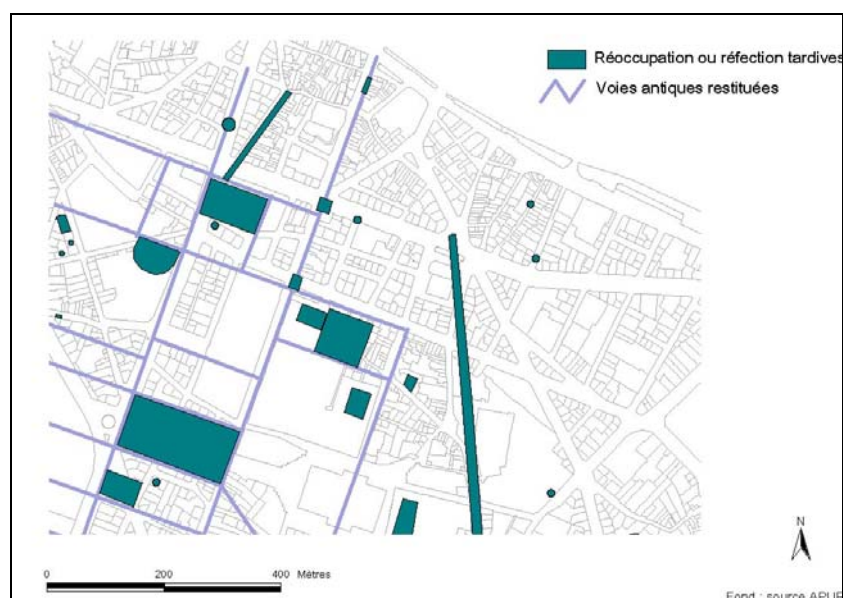 Réoccupation ou réfection tardives
Voies antiques restituées
N
0 200 400 Mètres
Fond : source APUR